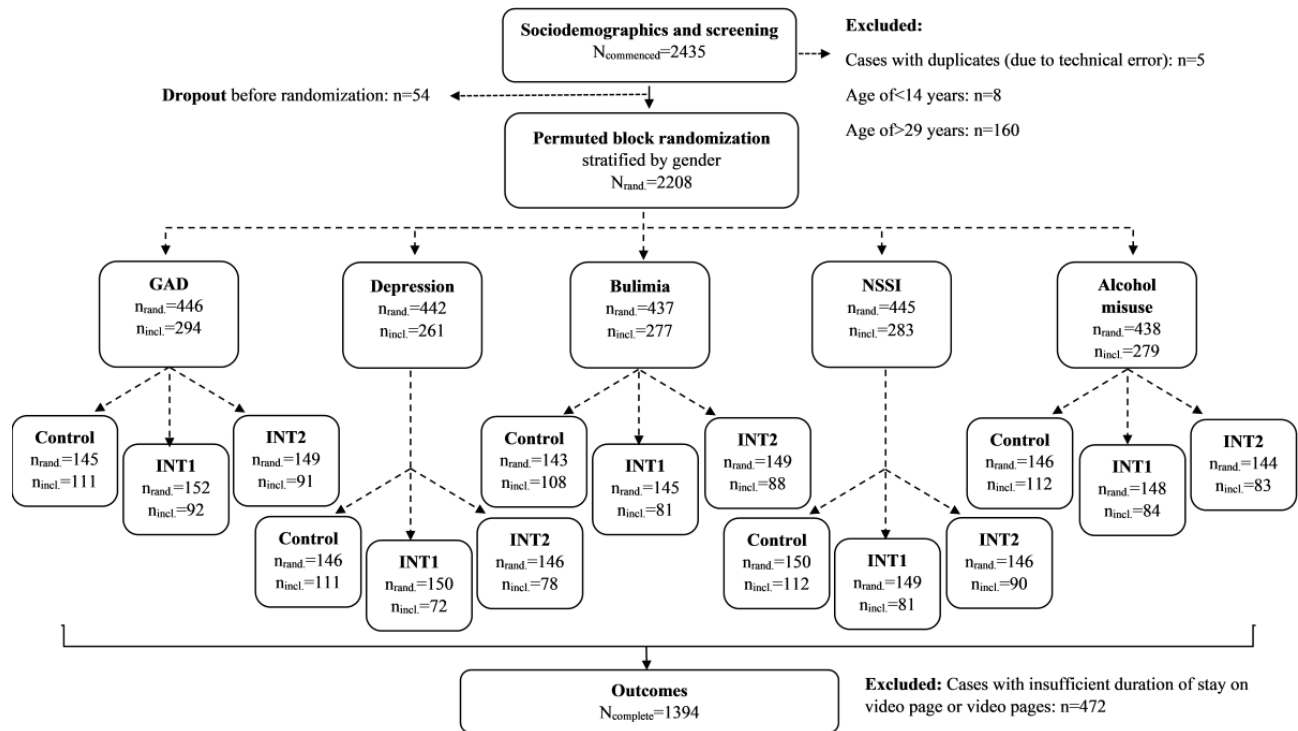 Sociodemographics and screening
Ncommenced=2435
Excluded:
Cases with duplicates (due to technical error): n=5
Age of<14 years: n=8
Age of>29 years: n=160
Dropout before randomization: n=54
Permuted block randomization
stratified by gender
Nrand.=2208
GAD
nrand.=446
nincl.=294
Depression
nrand.=442
nincl.=261
Bulimia
nrand.=437
nincl.=277
NSSI
nrand.=445
nincl.=283
Alcohol
misuse
nrand.=438
nincl.=279
Control
nrand.=145
nincl.=111
INT1
nrand.=152
nincl.=92
INT2
nrand.=149
nincl.=91
Control
nrand.=146
nincl.=111
INT1
nrand.=150
nincl.=72
INT2
nrand.=146
nincl.=78
Control
nrand.=143
nincl.=108
INT1
nrand.=145
nincl.=81
INT2
nrand.=149
nincl.=88
Control
nrand.=150
nincl.=112
INT1
nrand.=149
nincl.=81
INT2
nrand.=146
nincl.=90
Control
nrand.=146
nincl.=112
INT1
nrand.=148
nincl.=84
INT2
nrand.=144
nincl.=83
Outcomes
Ncomplete=1394
Excluded: Cases with insufficient duration of stay on
video page or video pages: n=472